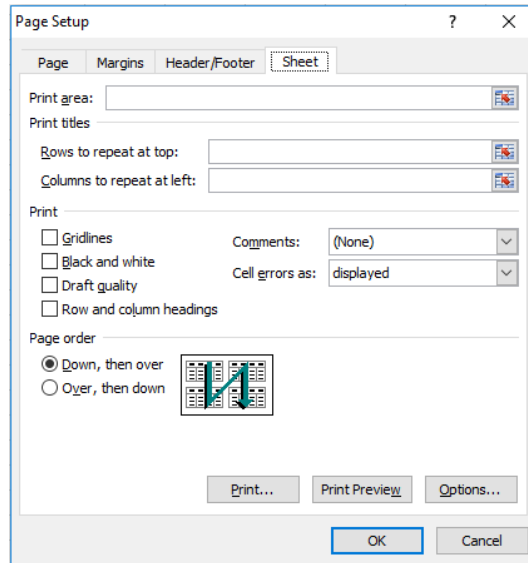 Page Setup ?
Page Margins Header/Footer Sheet
Print area:
Print titles
Rows to repeat at top:
Columns to repeat at left:
Print
Gridlines
Comments: (None)
Black and white
Cell errors as: displayed
Draft quality
Row and column headings
Page order
Down, then over
Over, then down
Print... Print Preview Options...
OK Cancel